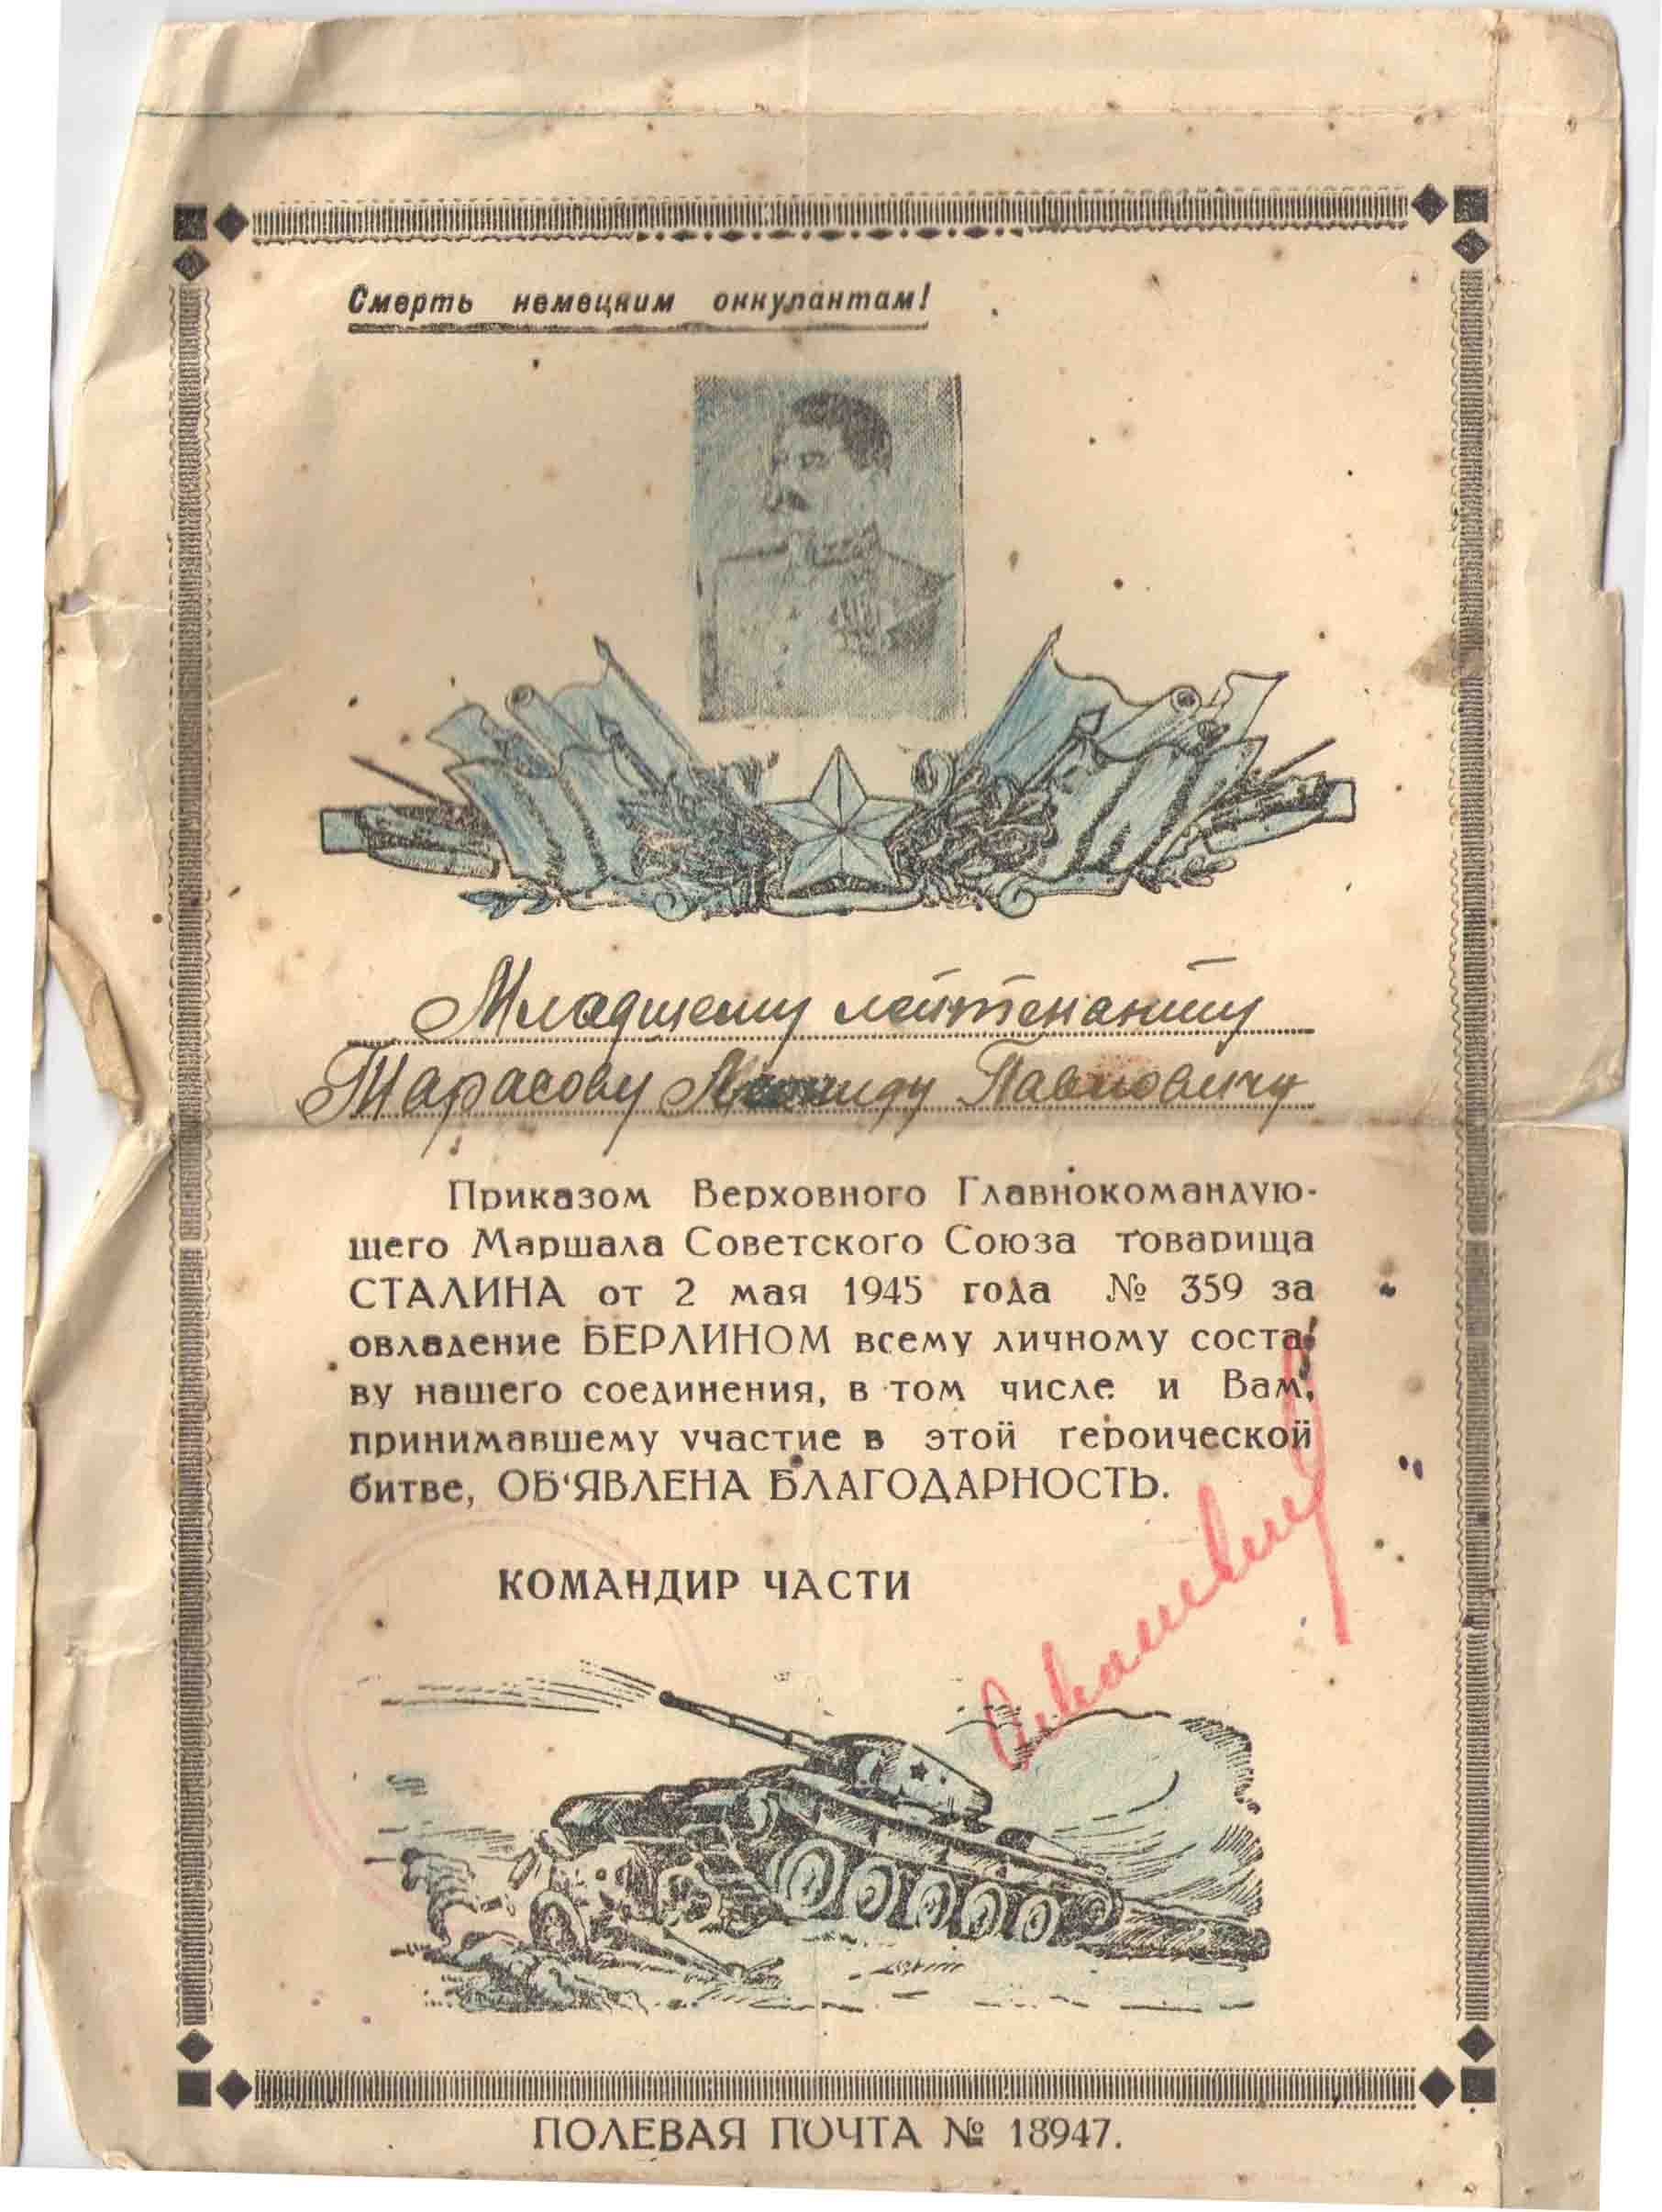 Смерть немецким оккупантам!
Младшему лейтенанту
Тарасову Леониду Павловичу
Приказом Верховного Главнокомандую-
щего Маршала Советского Союза товарища
СТАЛИНА от 2 мая 1945 года № 359 за
овладение БЕРЛИНОМ всему личному соста-
ву нашего соединения, в том числе и Вам,
принимавшему участие в этой героической
битве, ОБ'ЯВЛЕНА БЛАГОДАРНОСТЬ.
КОМАНДИР ЧАСТИ
ПОЛЕВАЯ ПОЧТА № 18947.